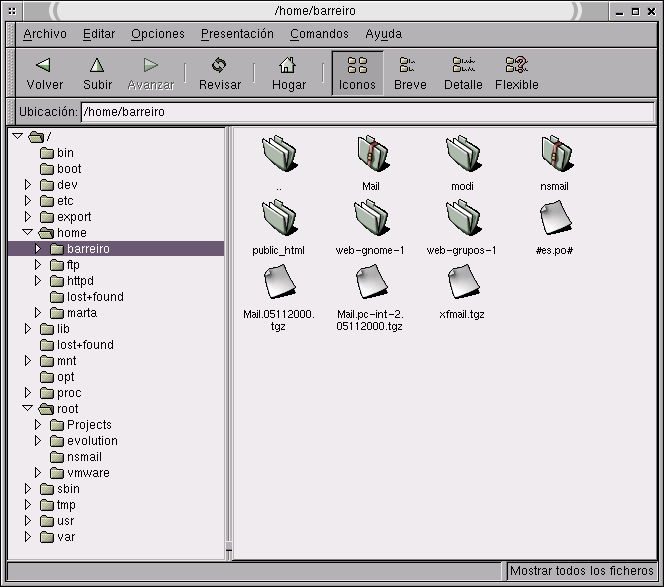 /home/barreiro
Archivo Editar Opciones Presentación Comandos Ayuda
Volver Subir Avanzar Revisar Hogar Iconos Breve Detalle Flexible
Ubicación: /home/barreiro
/
bin
boot
dev
etc
export
home
barreiro
ftp
httpd
lost+found
marta
lib
lost+found
mnt
opt
proc
root
Projects
evolution
nsmail
vmware
sbin
tmp
usr
var
.. Mail modi nsmail
public_html web-gnome-1 web-grupos-1 #es.po#
Mail.05112000.
tgz
Mail.pc-int-2.
05112000.tgz
xfmail.tgz
Mostrar todos los ficheros